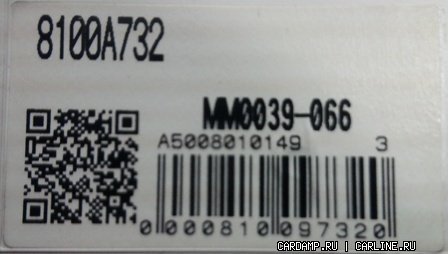 8100A732
MM0039-066
A5008010149 3
0 000810 097320
CARDAMP.RU | CARLINE.RU